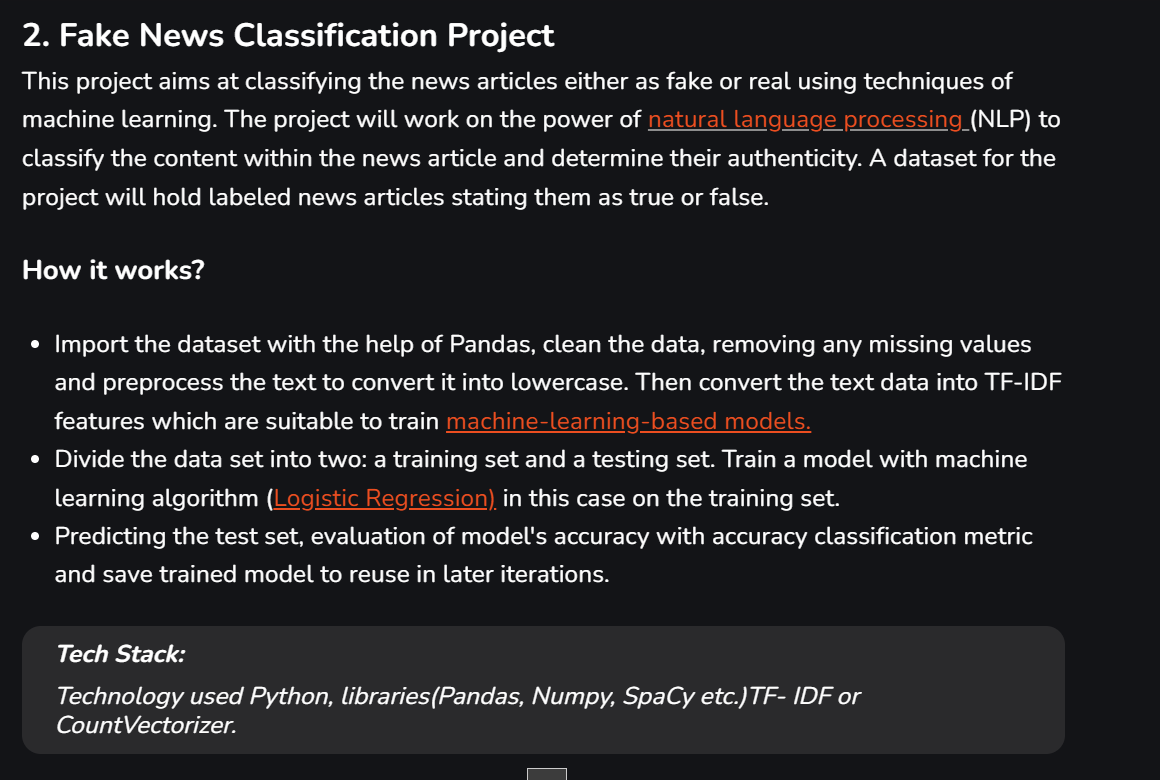 2. Fake News Classification Project
This project aims at classifying the news articles either as fake or real using techniques of
machine learning. The project will work on the power of natural language processing (NLP) to
classify the content within the news article and determine their authenticity. A dataset for the
project will hold labeled news articles stating them as true or false.
How it works?
• Import the dataset with the help of Pandas, clean the data, removing any missing values
and preprocess the text to convert it into lowercase. Then convert the text data into TF-IDF
features which are suitable to train machine-learning-based models.
• Divide the data set into two: a training set and a testing set. Train a model with machine
learning algorithm (Logistic Regression) in this case on the training set.
• Predicting the test set, evaluation of model's accuracy with accuracy classification metric
and save trained model to reuse in later iterations.
Tech Stack:
Technology used Python, libraries(Pandas, Numpy, SpaCy etc.)TF- IDF or
CountVectorizer.